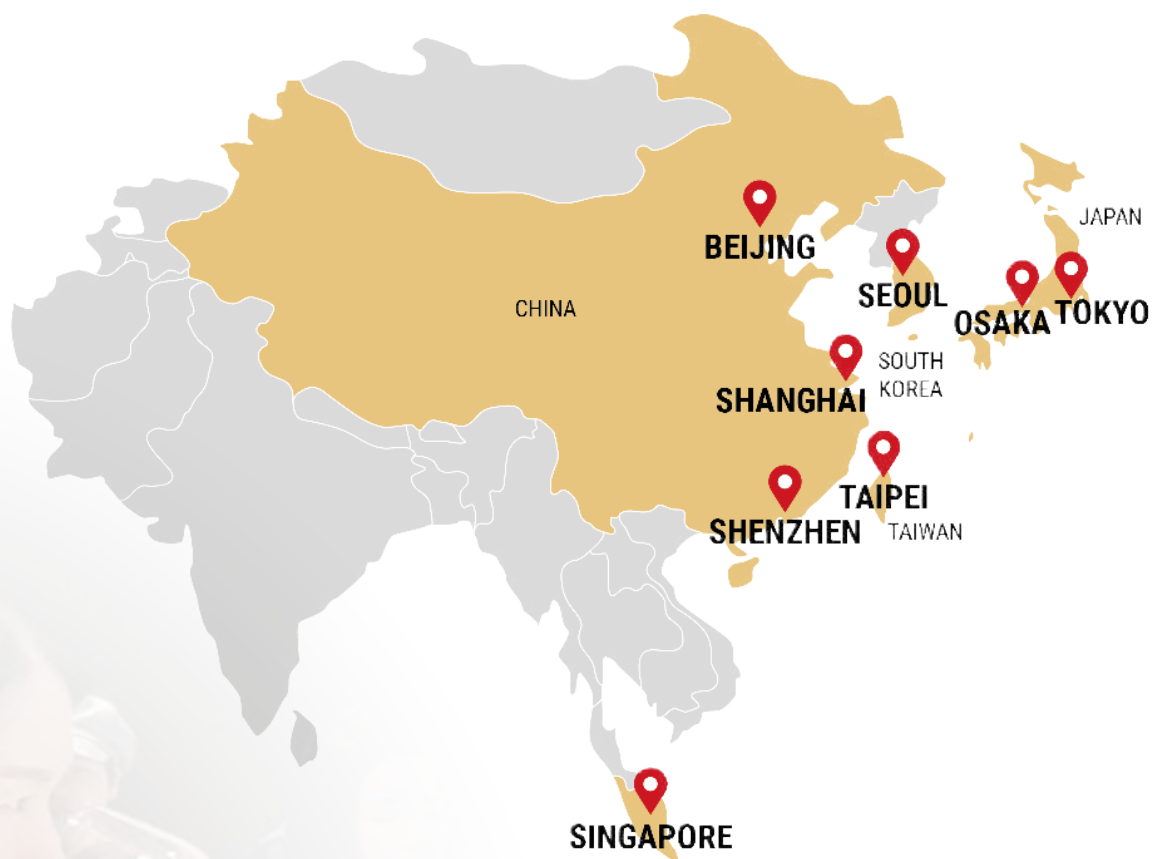 JAPAN
BEIJING
SEOUL
CHINA
OSAKA
TOKYO
SOUTH
KOREA
SHANGHAI
TAIPEI
SHENZHEN
TAIWAN
SINGAPORE